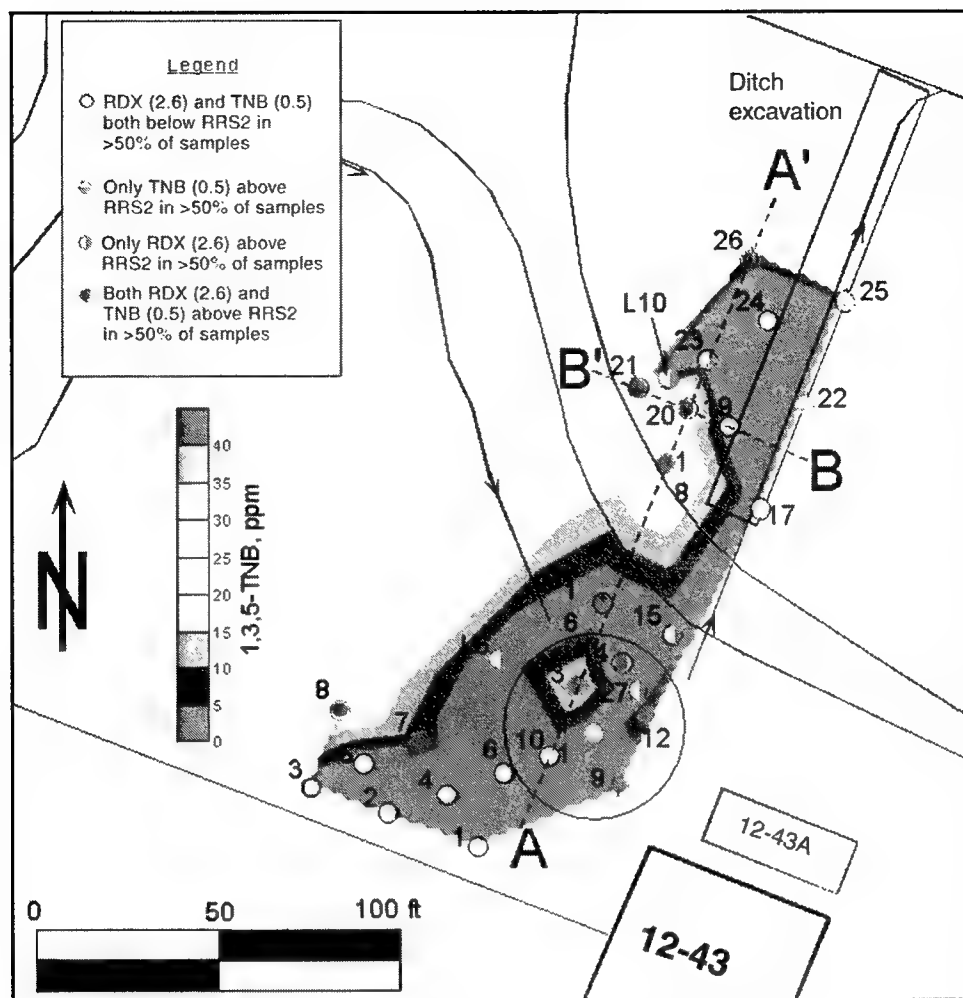 Legend
RDX (2.6) and TNB (0.5)
both below RRS2 in
>50% of samples
Only TNB (0.5) above
RRS2 in >50% of samples
Only RDX (2.6) above
RRS2 in >50% of samples
Both RDX (2.6) and
TNB (0.5) above RRS2
in >50% of samples
Ditch
excavation
A'
26
25
24
L10
23
B'
21
20
19
22
B
1
8
17
40
35
30
25
20
15
10
5
0
1,3,5-TNB, ppm
N
1
6
15
4
3
27
8
7
12
10
1
6
9
3
4
2
1
A
12-43A
12-43
0
50
100 ft